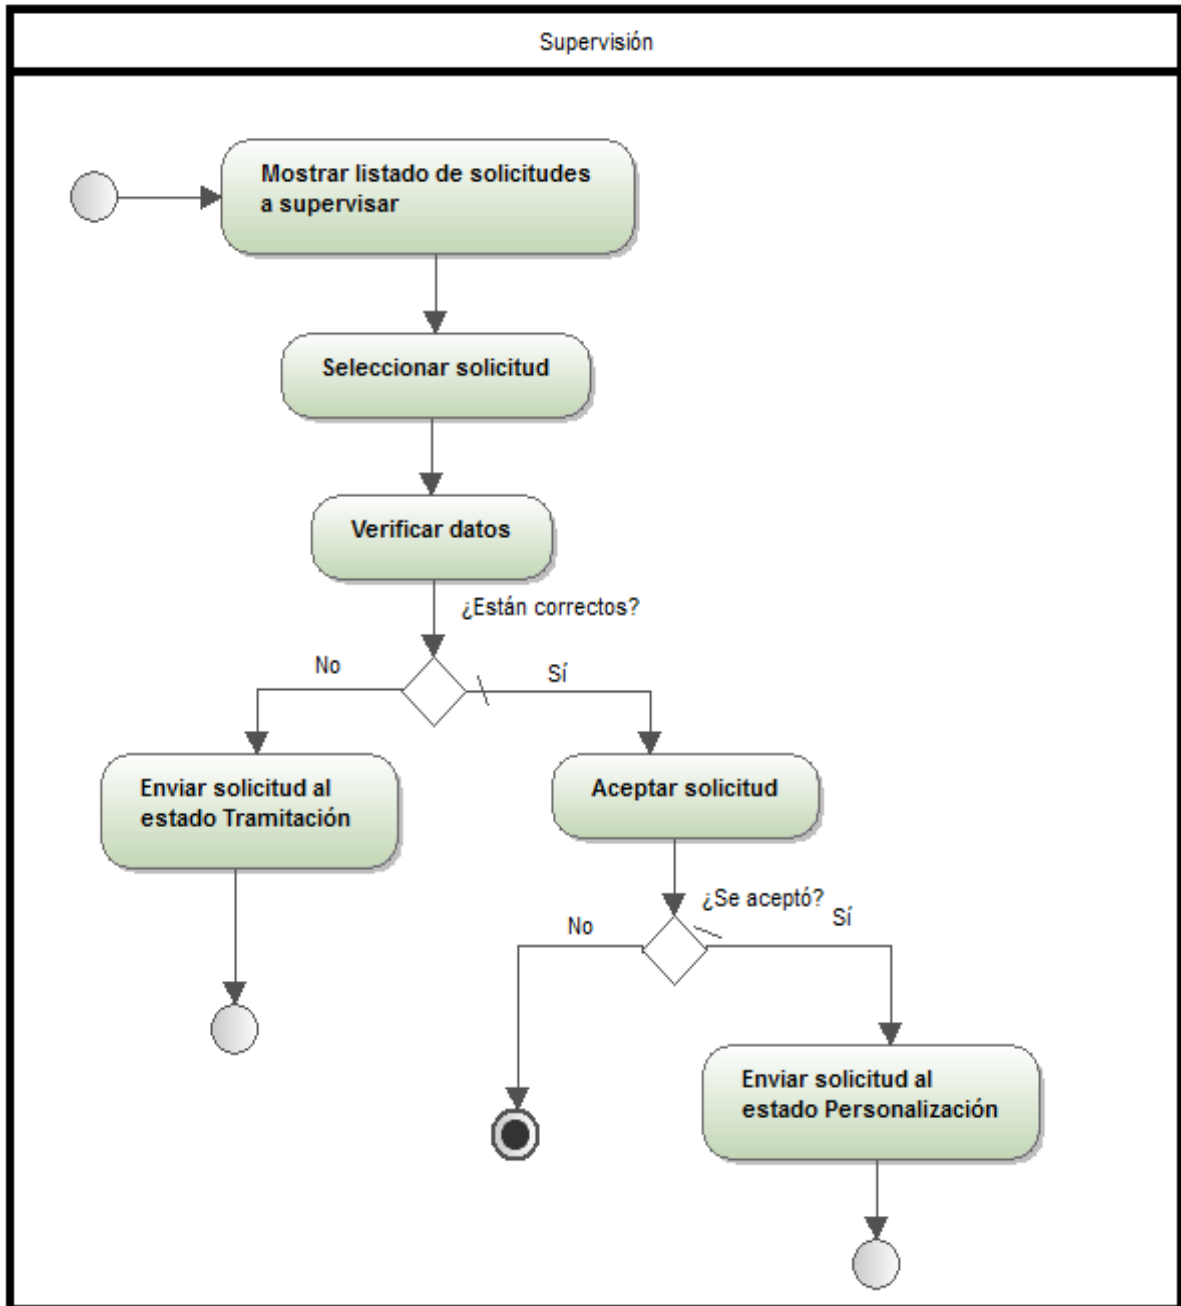 Supervisión
Mostrar listado de solicitudes
a supervisar
Seleccionar solicitud
Verificar datos
¿Están correctos?
No
Sí
Enviar solicitud al
estado Tramitación
Aceptar solicitud
¿Se aceptó?
No
Sí
Enviar solicitud al
estado Personalización